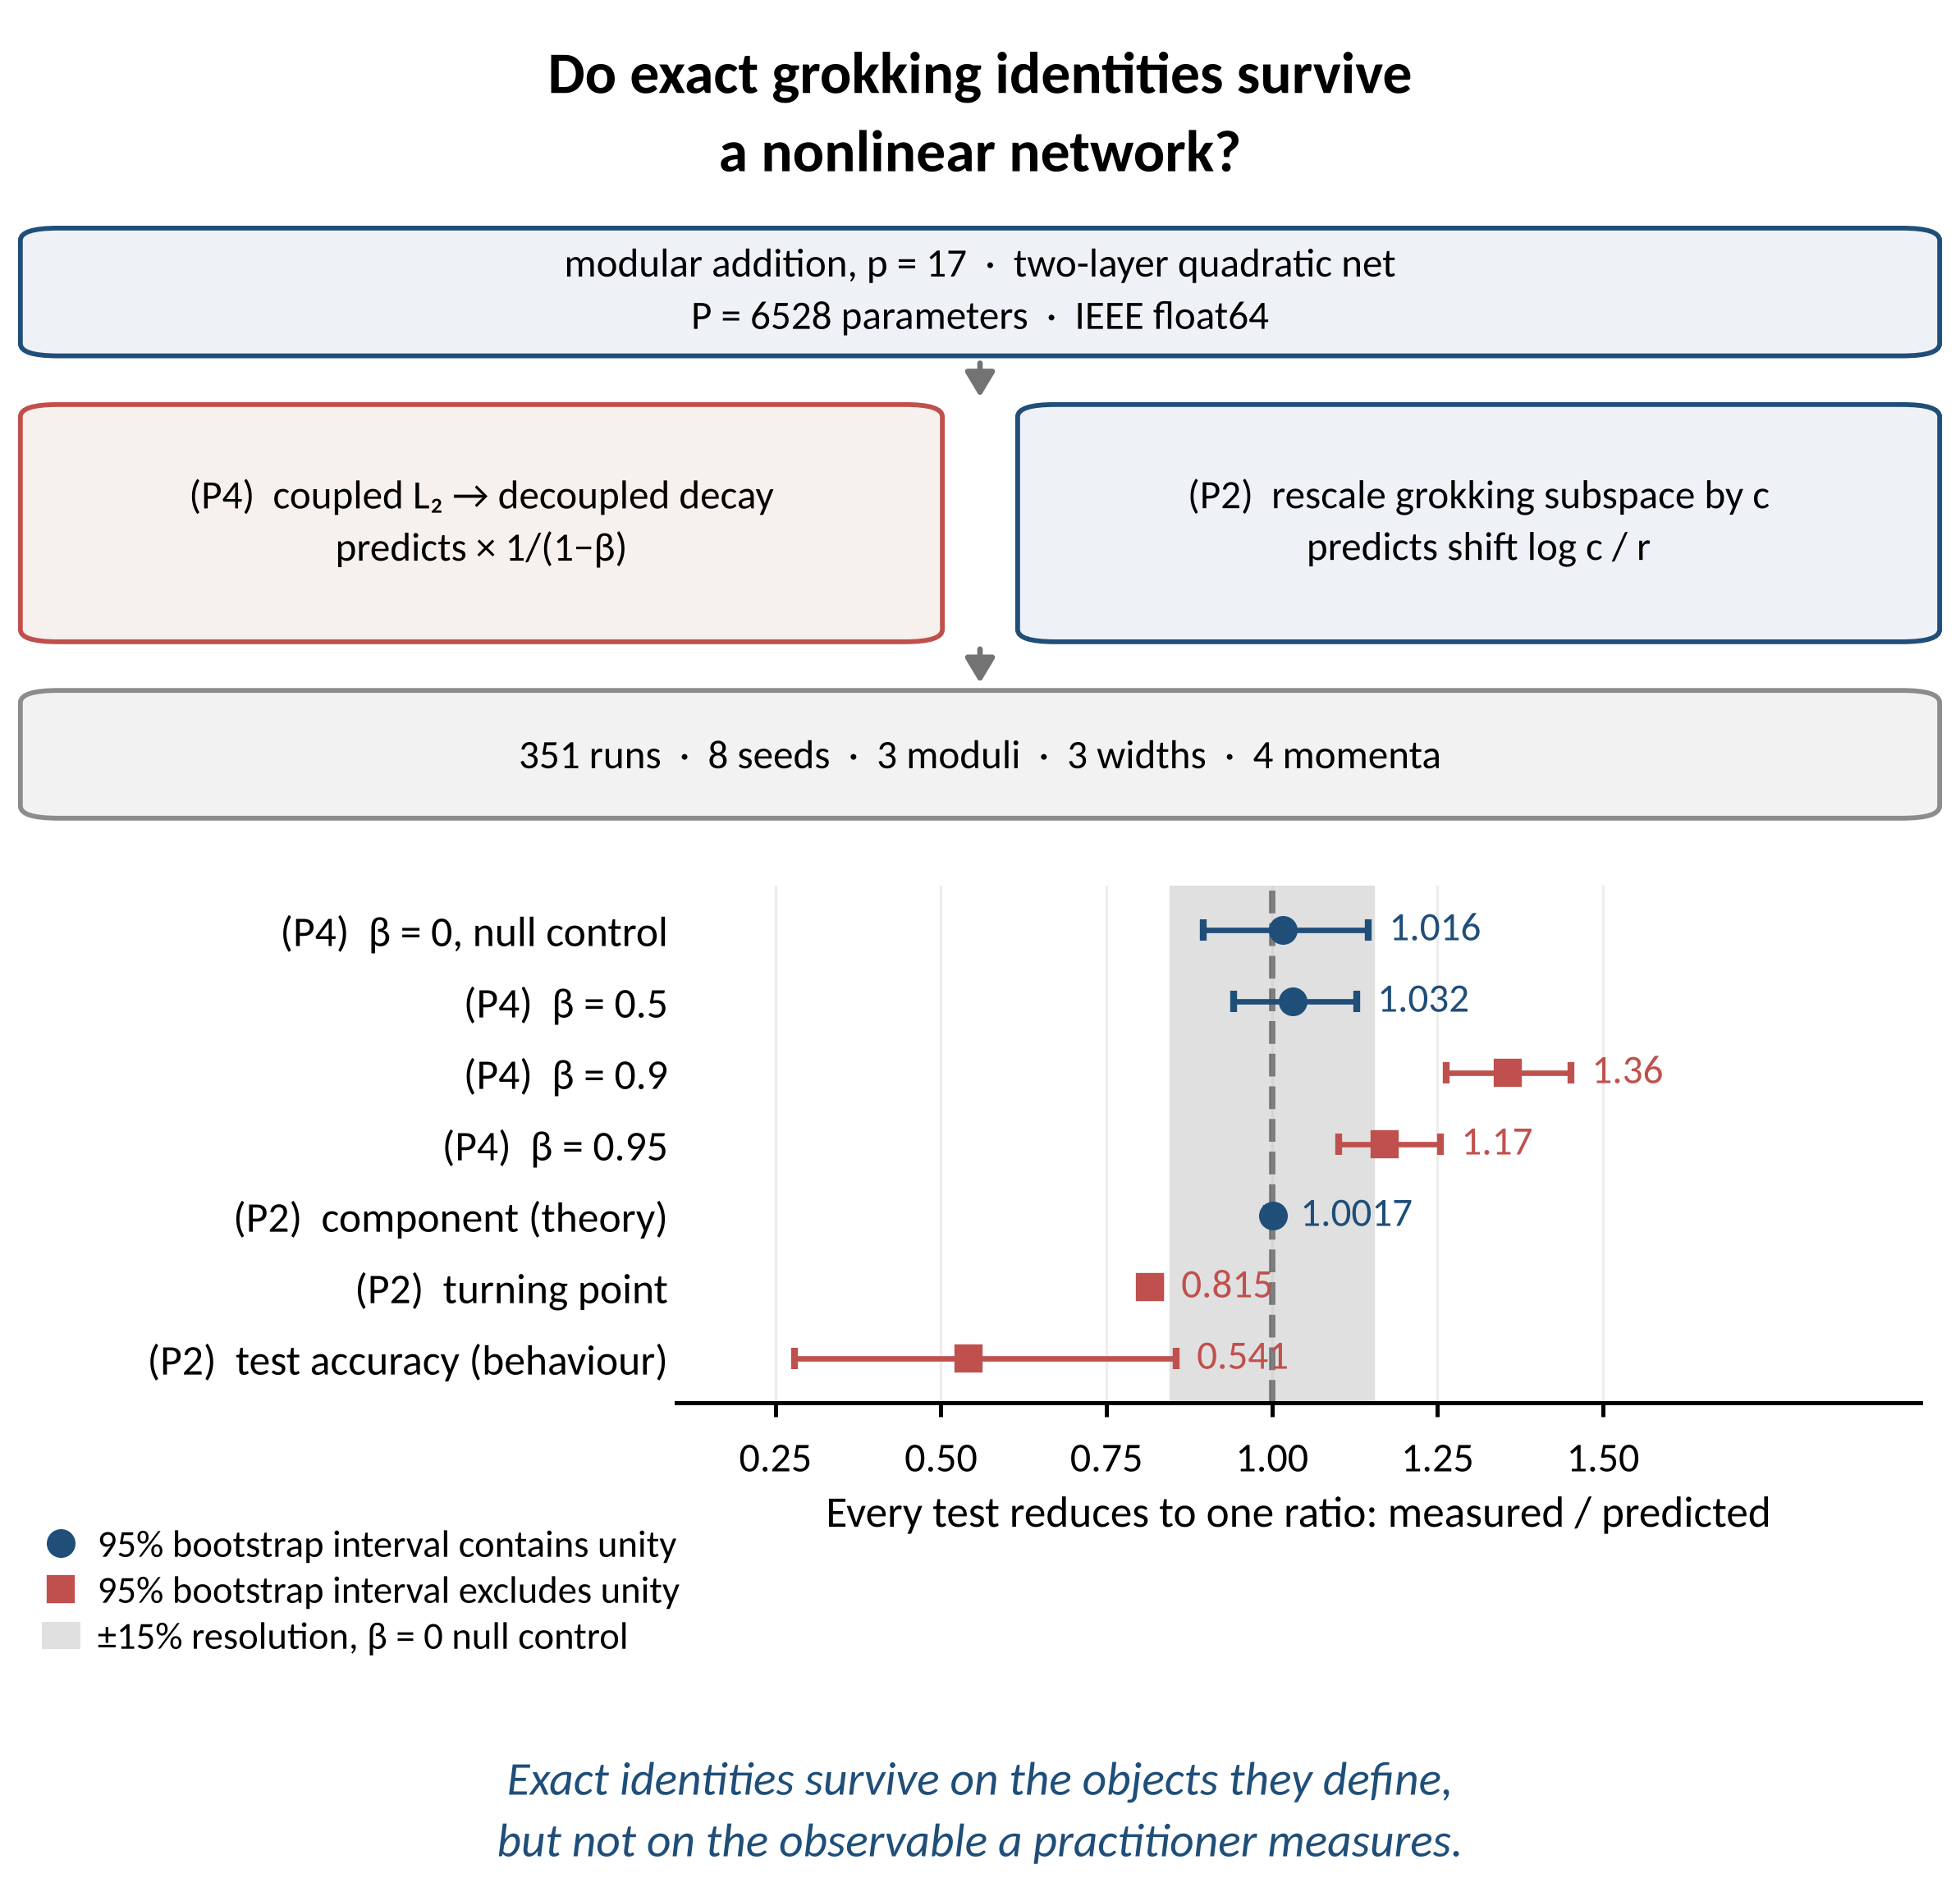 Do exact grokking identities survive
a nonlinear network?
modular addition, p = 17 · two-layer quadratic net
P = 6528 parameters · IEEE float64
(P4) coupled L₂ → decoupled decay
predicts × 1/(1−β)
(P2) rescale grokking subspace by c
predicts shift log c / r
351 runs · 8 seeds · 3 moduli · 3 widths · 4 momenta
(P4) β = 0, null control 1.016
(P4) β = 0.5 1.032
(P4) β = 0.9 1.36
(P4) β = 0.95 1.17
(P2) component (theory) 1.0017
(P2) turning point 0.815
(P2) test accuracy (behaviour) 0.541
0.25 0.50 0.75 1.00 1.25 1.50
Every test reduces to one ratio: measured / predicted
95% bootstrap interval contains unity
95% bootstrap interval excludes unity
±15% resolution, β = 0 null control
Exact identities survive on the objects they define,
but not on the observable a practitioner measures.